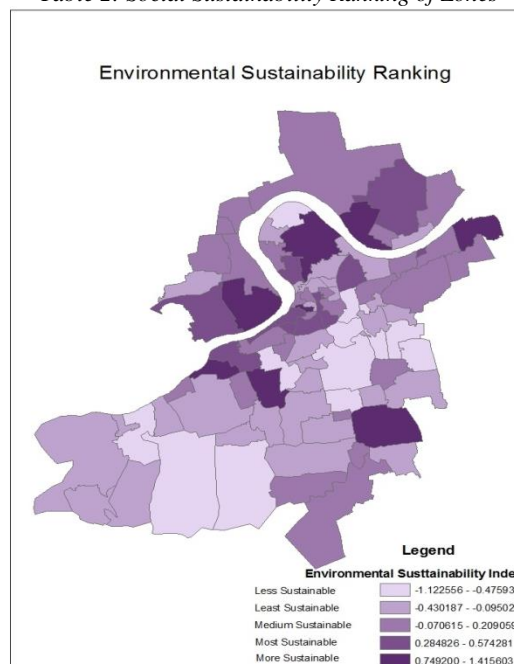 Table 2: Social Sustainability Ranking of Zones
Environmental Sustainability Ranking
Legend
Environmental Susttainability Inde
Less Sustainable -1.122556 - -0.47593
Least Sustainable -0.430187 - -0.09502
Medium Sustainable -0.070615 - 0.209059
Most Sustainable 0.284826 - 0.574281
More Sustainable 0.749200 - 1.415603